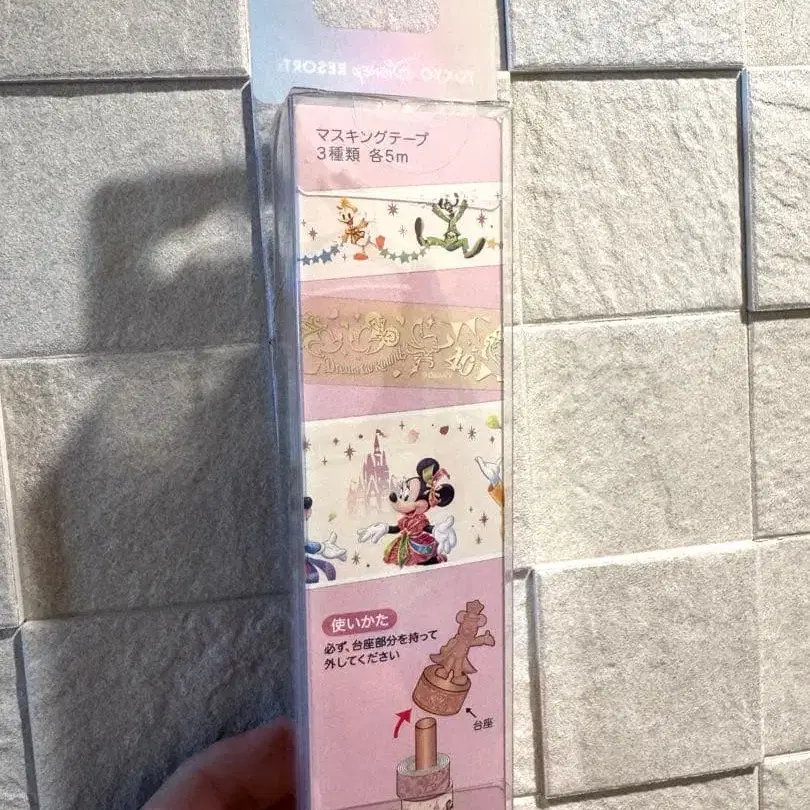 TOKYO DISNEY RESORT
マスキングテープ
3種類 各5m
Dreams Go Round
40
使いかた
必ず、台座部分を持って
外してください
台座